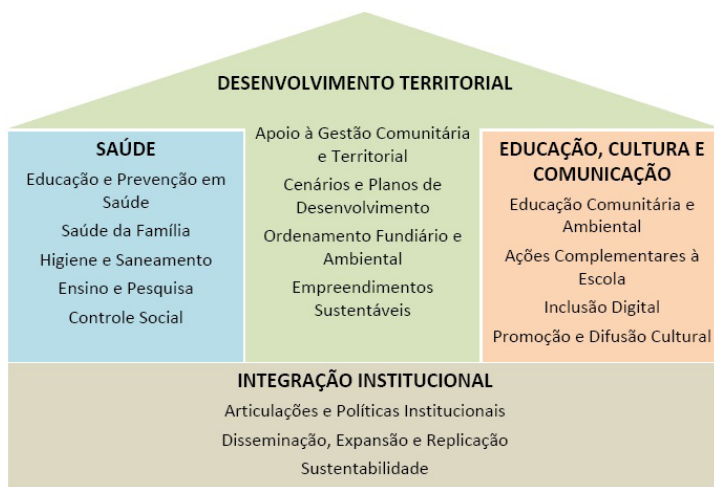 DESENVOLVIMENTO TERRITORIAL
SAÚDE
Educação e Prevenção em
Saúde
Saúde da Família
Higiene e Saneamento
Ensino e Pesquisa
Controle Social
Apoio à Gestão Comunitária
e Territorial
Cenários e Planos de
Desenvolvimento
Ordenamento Fundiário e
Ambiental
Empreendimentos
Sustentáveis
EDUCAÇÃO, CULTURA E
COMUNICAÇÃO
Educação Comunitária e
Ambiental
Ações Complementares à
Escola
Inclusão Digital
Promoção e Difusão Cultural
INTEGRAÇÃO INSTITUCIONAL
Articulações e Políticas Institucionais
Disseminação, Expansão e Replicação
Sustentabilidade